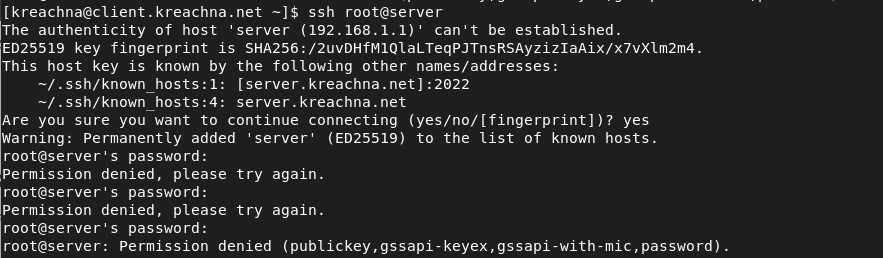 [kreachna@client.kreachna.net ~]$ ssh root@server
The authenticity of host 'server (192.168.1.1)' can't be established.
ED25519 key fingerprint is SHA256:/2uvDHfM1QlaLTeqPJTnsRSAyzizIaAix/x7vXlm2m4.
This host key is known by the following other names/addresses:
    ~/.ssh/known_hosts:1: [server.kreachna.net]:2022
    ~/.ssh/known_hosts:4: server.kreachna.net
Are you sure you want to continue connecting (yes/no/[fingerprint])? yes
Warning: Permanently added 'server' (ED25519) to the list of known hosts.
root@server's password:
Permission denied, please try again.
root@server's password:
Permission denied, please try again.
root@server's password:
root@server: Permission denied (publickey,gssapi-keyex,gssapi-with-mic,password).